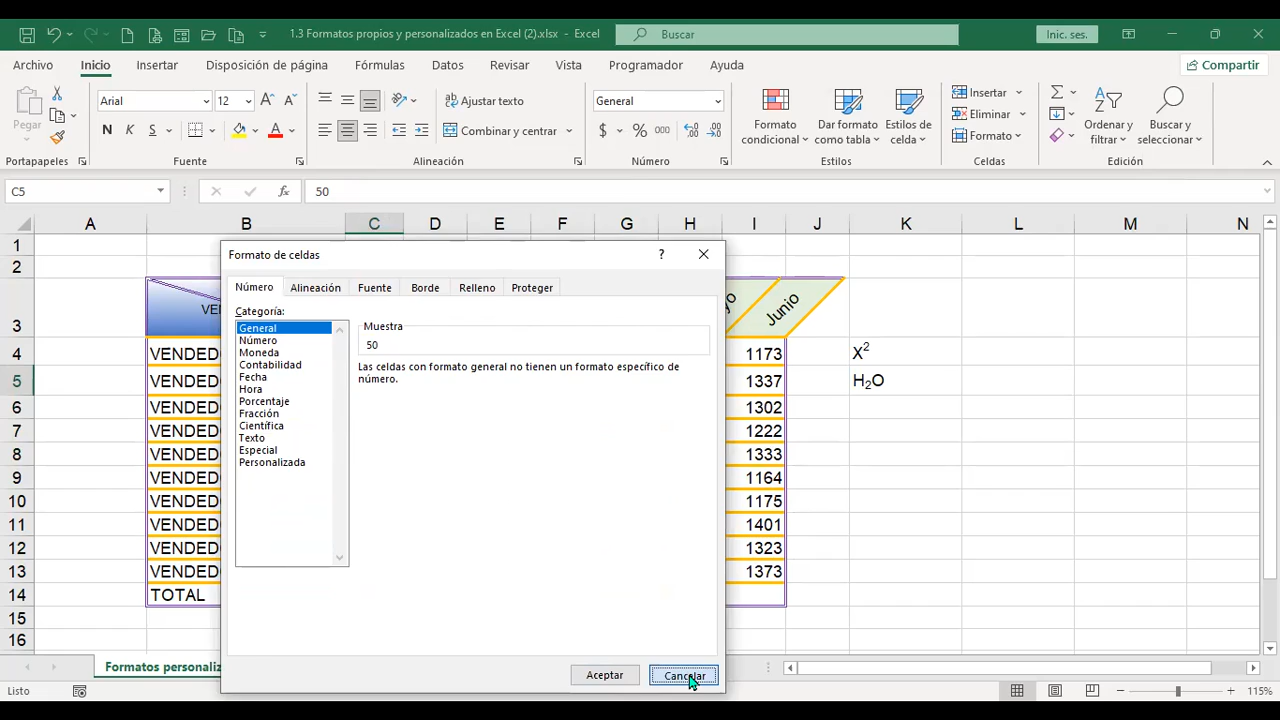 1.3 Formatos propios y personalizados en Excel (2).xlsx - Excel
Buscar
Inic. ses.
Archivo Inicio Insertar Disposición de página Fórmulas Datos Revisar Vista Programador Ayuda Compartir
Pegar
Portapapeles
Arial 12
N K S
Fuente
Ajustar texto
Combinar y centrar
Alineación
General
$ % 000
Número
Formato condicional
Dar formato como tabla
Estilos de celda
Estilos
Insertar
Eliminar
Formato
Celdas
Ordenar y filtrar
Buscar y seleccionar
Edición
C5 fx 50
A B C D E F G H I J K L M N
1
2
3 Junio
4 VENDED 1173 X²
5 VENDED 1337 H₂O
6 VENDED 1302
7 VENDED 1222
8 VENDED 1333
9 VENDED 1164
10 VENDED 1175
11 VENDED 1401
12 VENDED 1323
13 VENDED 1373
14 TOTAL
15
16
Formato de celdas ?
Número Alineación Fuente Borde Relleno Proteger
Categoría:
General
Número
Moneda
Contabilidad
Fecha
Hora
Porcentaje
Fracción
Científica
Texto
Especial
Personalizada
Muestra
50
Las celdas con formato general no tienen un formato específico de
número.
Aceptar Cancelar
Formatos personaliz
Listo 115%